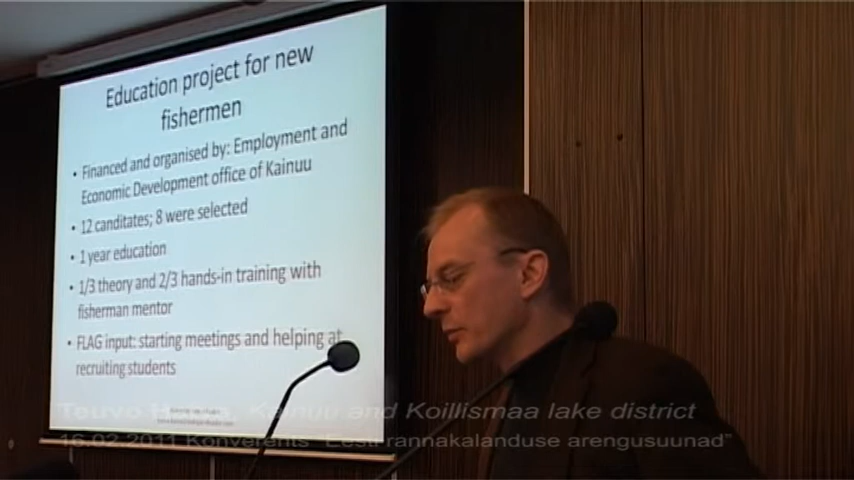 Education project for new
fishermen
• Financed and organised by: Employment and
Economic Development office of Kainuu
• 12 canditates; 8 were selected
• 1 year education
• 1/3 theory and 2/3 hands-in training with
fisherman mentor
• FLAG input: starting meetings and helping at
recruiting students
Teuvo Kainuu and Koillismaa lake district
16.02.2011 Konverents "Eesti rannakalanduse arengusuunad"